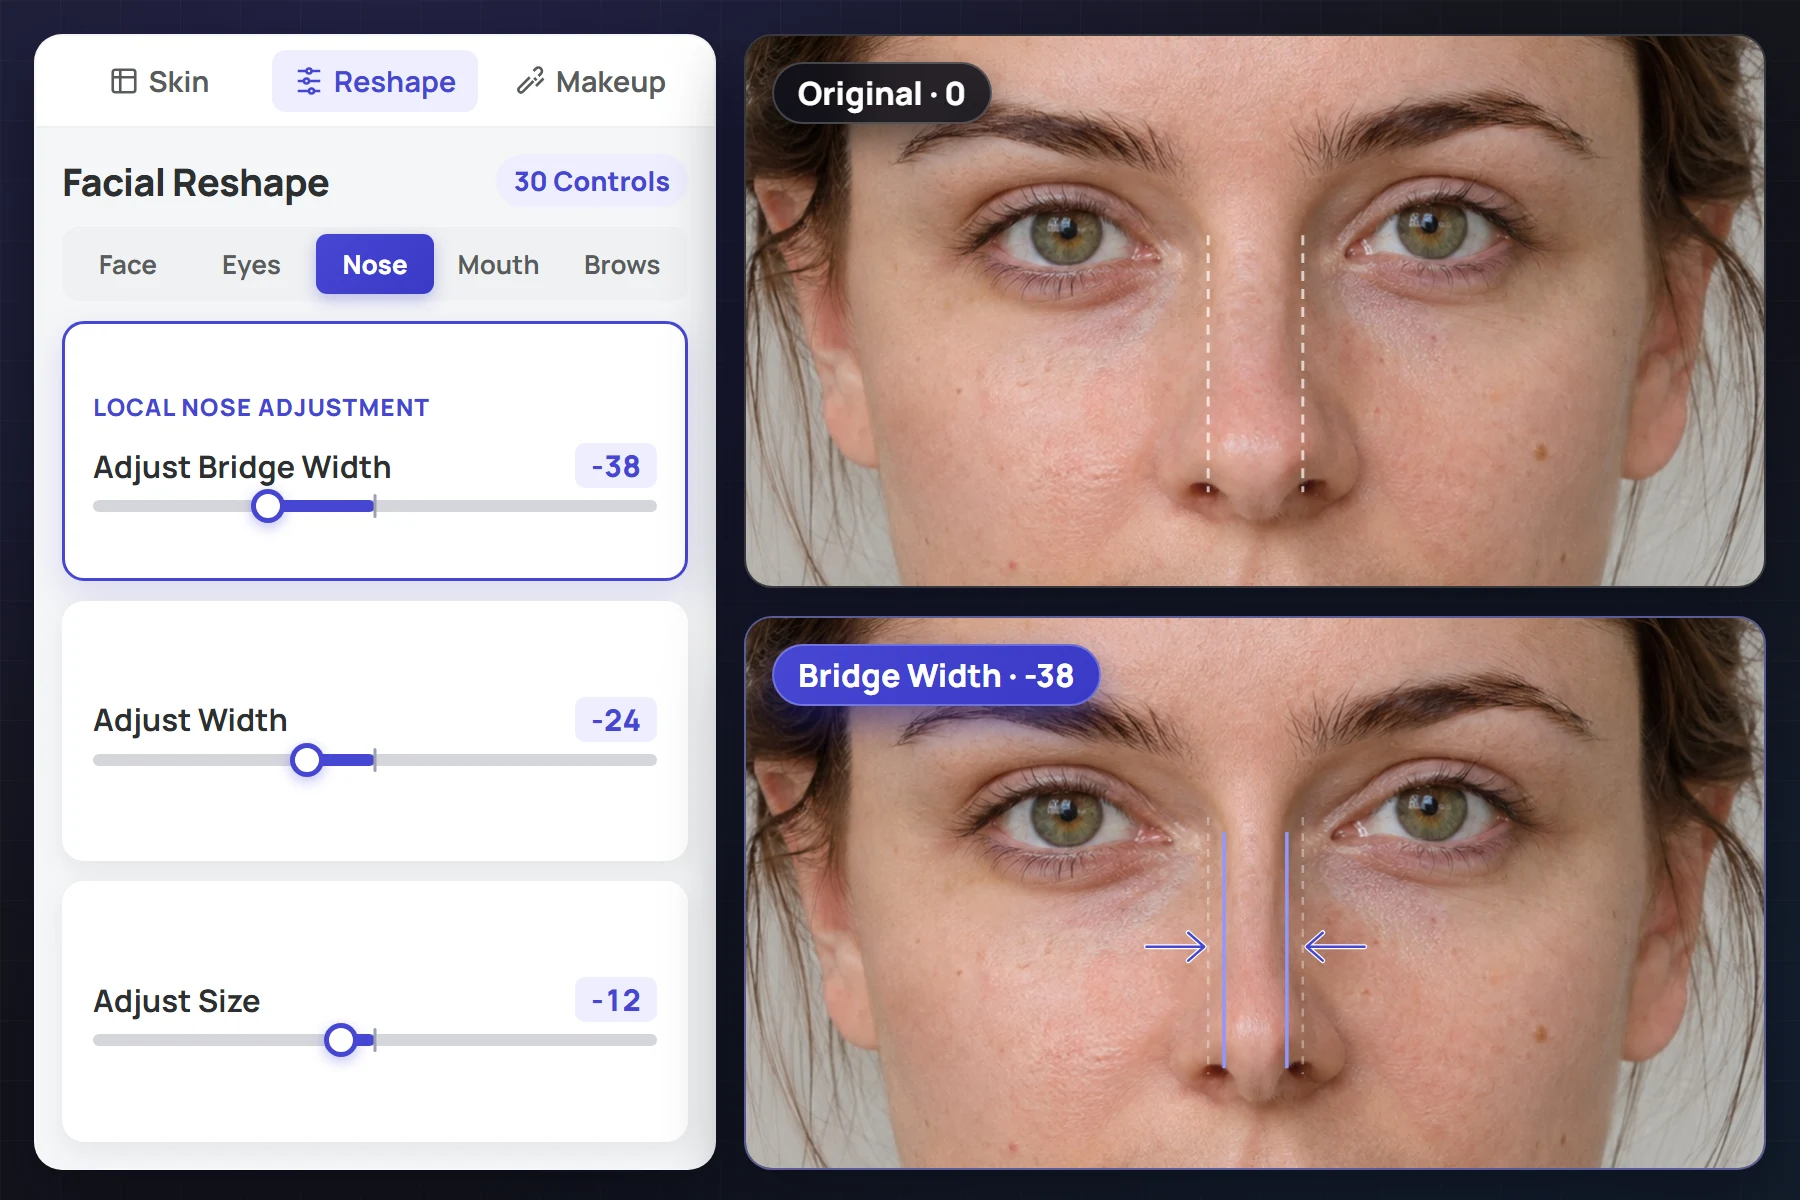 Skin
Reshape
Makeup
Facial Reshape
30 Controls
Face
Eyes
Nose
Mouth
Brows
LOCAL NOSE ADJUSTMENT
Adjust Bridge Width
-38
Adjust Width
-24
Adjust Size
-12
Original · 0
Bridge Width · -38